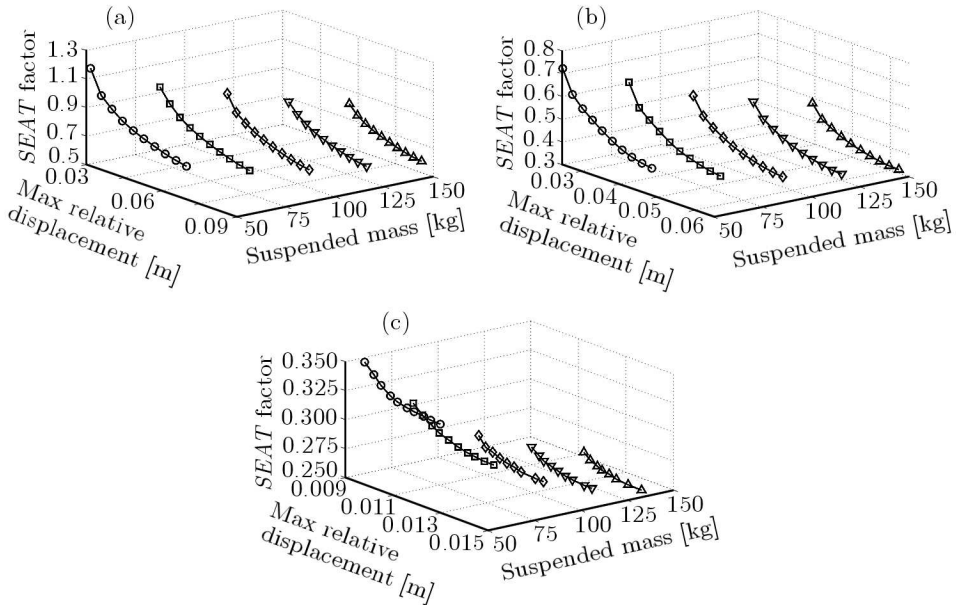 (a)
SEAT factor
1.3
1.1
0.9
0.7
0.5
0.03
0.06
0.09
Max relative
displacement [m]
50
75
100
125
150
Suspended mass [kg]
(b)
SEAT factor
0.8
0.7
0.6
0.5
0.4
0.3
0.03
0.04
0.05
0.06
Max relative
displacement [m]
50
75
100
125
150
Suspended mass [kg]
(c)
SEAT factor
0.350
0.325
0.300
0.275
0.250
0.009
0.011
0.013
0.015
Max relative
displacement [m]
50
75
100
125
150
Suspended mass [kg]